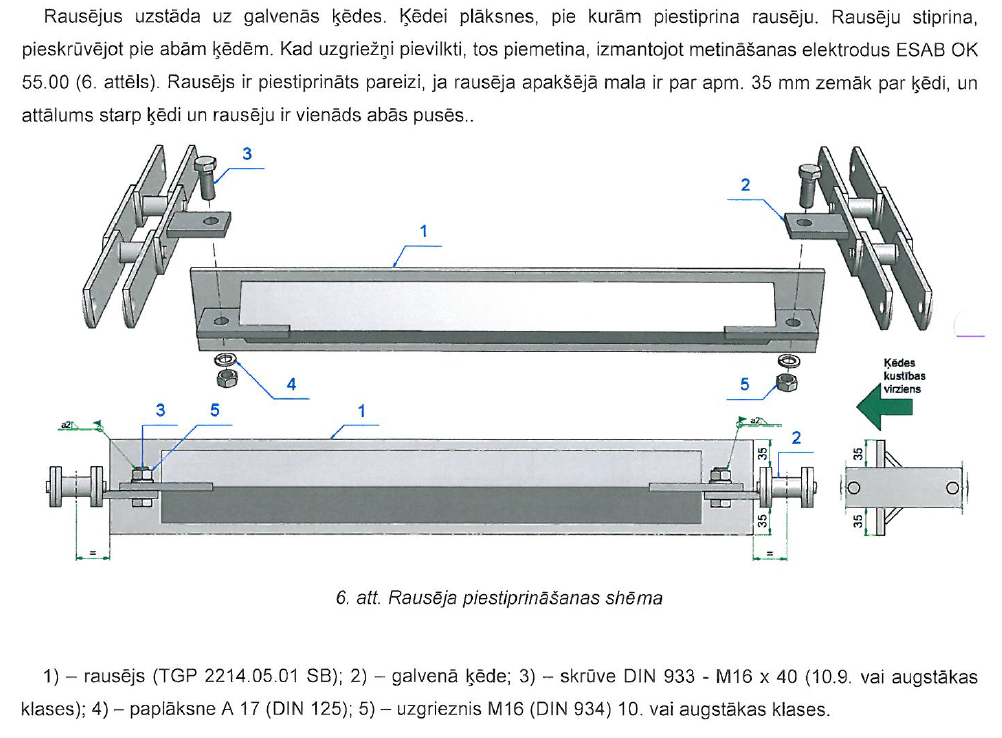 Rausējus uzstāda uz galvenās ķēdes. Ķēdei plāksnes, pie kurām piestiprina rausēju. Rausēju stiprina,
pieskrūvējot pie abām ķēdēm. Kad uzgriežņi pievilkti, tos piemetina, izmantojot metināšanas elektrodus ESAB OK
55.00 (6. attēls). Rausējs ir piestiprināts pareizi, ja rausēja apakšējā mala ir par apm. 35 mm zemāk par ķēdi, un
attālums starp ķēdi un rausēju ir vienāds abās pusēs..
3
2
1
4
5
Ķēdes
kustības
virziens
3
5
1
2
a2
a2
35
35
35
35
=
=
6. att. Rausēja piestiprināšanas shēma
1) – rausējs (TGP 2214.05.01 SB); 2) – galvenā ķēde; 3) – skrūve DIN 933 - M16 x 40 (10.9. vai augstākas
klases); 4) – paplāksne A 17 (DIN 125); 5) – uzgrieznis M16 (DIN 934) 10. vai augstākas klases.